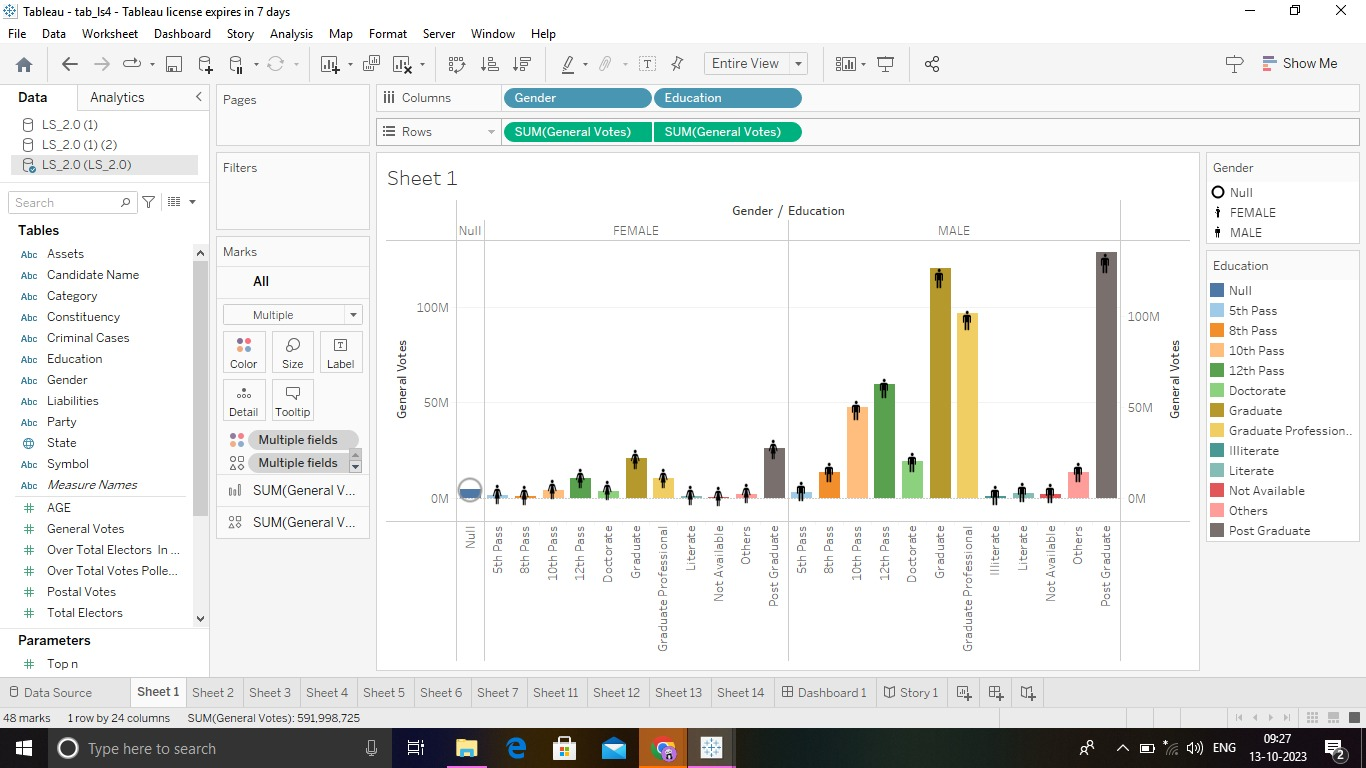 Tableau - tab_ls4 - Tableau license expires in 7 days
File Data Worksheet Dashboard Story Analysis Map Format Server Window Help
Entire View
Show Me
Data Analytics
LS_2.0 (1)
LS_2.0 (1) (2)
LS_2.0 (LS_2.0)
Search
Tables
Abc Assets
Abc Candidate Name
Abc Category
Abc Constituency
Abc Criminal Cases
Abc Education
Abc Gender
Abc Liabilities
Abc Party
State
Abc Symbol
Abc Measure Names
AGE
General Votes
Over Total Electors In ...
Over Total Votes Polle...
Postal Votes
Total Electors
Parameters
Top n
Pages
Filters
Marks
All
Multiple
Color Size Label
Detail Tooltip
Multiple fields
Multiple fields
SUM(General V...
SUM(General V...
Columns Gender Education
Rows SUM(General Votes) SUM(General Votes)
Sheet 1
Gender / Education
Null FEMALE MALE
General Votes
100M
50M
0M
100M
50M
0M
General Votes
Null
5th Pass
8th Pass
10th Pass
12th Pass
Doctorate
Graduate
Graduate Professional
Literate
Not Available
Others
Post Graduate
5th Pass
8th Pass
10th Pass
12th Pass
Doctorate
Graduate
Graduate Professional
Illiterate
Literate
Not Available
Others
Post Graduate
Gender
Null
FEMALE
MALE
Education
Null
5th Pass
8th Pass
10th Pass
12th Pass
Doctorate
Graduate
Graduate Profession..
Illiterate
Literate
Not Available
Others
Post Graduate
Data Source Sheet 1 Sheet 2 Sheet 3 Sheet 4 Sheet 5 Sheet 6 Sheet 7 Sheet 11 Sheet 12 Sheet 13 Sheet 14 Dashboard 1 Story 1
48 marks 1 row by 24 columns SUM(General Votes): 591,998,725
Type here to search
ENG
09:27
13-10-2023
2